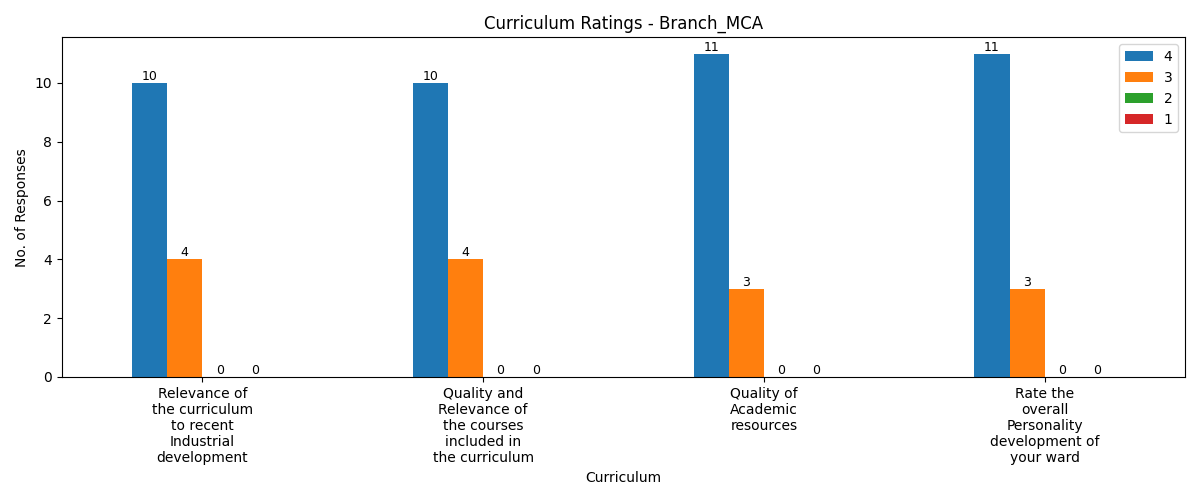 Curriculum Ratings - Branch_MCA
No. of Responses
10
8
6
4
2
0
10
4
0
0
10
4
0
0
11
3
0
0
11
3
0
0
4
3
2
1
Relevance of
the curriculum
to recent
Industrial
development
Quality and
Relevance of
the courses
included in
the curriculum
Quality of
Academic
resources
Rate the
overall
Personality
development of
your ward
Curriculum